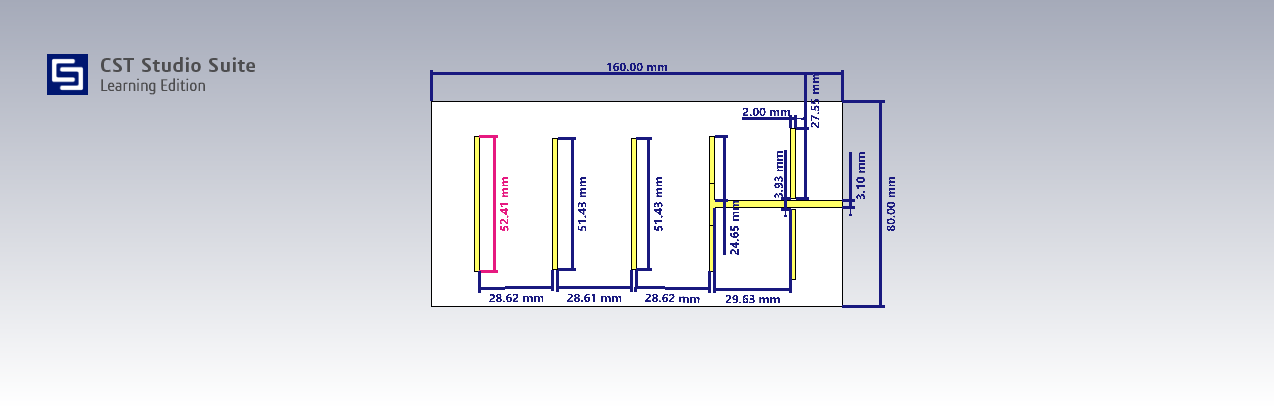 CST Studio Suite
Learning Edition
160.00 mm
2.00 mm
27.55 mm
3.93 mm
3.10 mm
52.41 mm
51.43 mm
51.43 mm
24.65 mm
80.00 mm
28.62 mm
28.61 mm
28.62 mm
29.63 mm